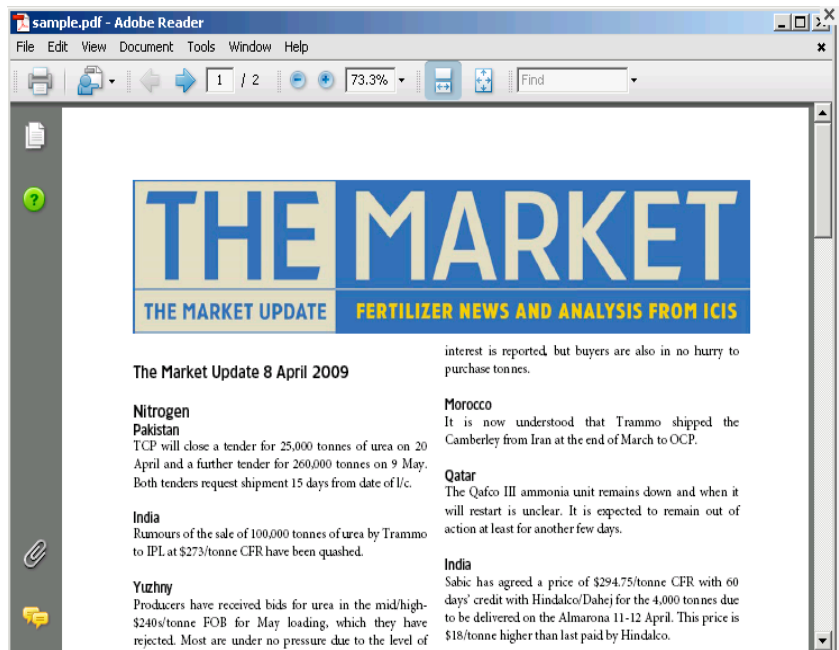 sample.pdf - Adobe Reader
File Edit View Document Tools Window Help
1 / 2 73.3% Find
THE MARKET
THE MARKET UPDATE FERTILIZER NEWS AND ANALYSIS FROM ICIS
The Market Update 8 April 2009
Nitrogen
Pakistan
TCP will close a tender for 25,000 tonnes of urea on 20
April and a further tender for 260,000 tonnes on 9 May.
Both tenders request shipment 15 days from date of l/c.
India
Rumours of the sale of 100,000 tonnes of urea by Trammo
to IPL at $273/tonne CFR have been quashed.
Yuzhny
Producers have received bids for urea in the mid/high-
$240s/tonne FOB for May loading, which they have
rejected. Most are under no pressure due to the level of
interest is reported, but buyers are also in no hurry to
purchase tonnes.
Morocco
It is now understood that Trammo shipped the
Camberley from Iran at the end of March to OCP.
Qatar
The Qafco III ammonia unit remains down and when it
will restart is unclear. It is expected to remain out of
action at least for another few days.
India
Sabic has agreed a price of $294.75/tonne CFR with 60
days' credit with Hindalco/Dahej for the 4,000 tonnes due
to be delivered on the Almarona 11-12 April. This price is
$18/tonne higher than last paid by Hindalco.